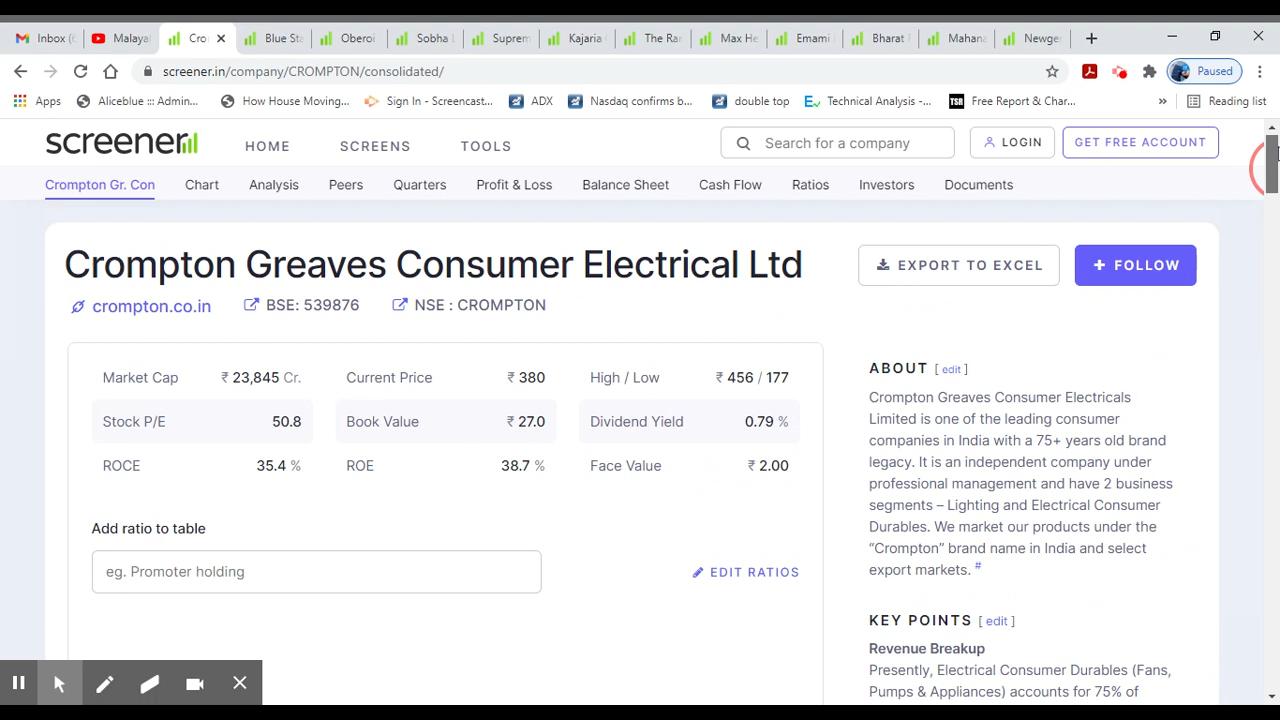 Inbox (6
Malayal
Cro
Blue Sta
Oberoi
Sobha L
Suprem
Kajaria
The Ra
Max He
Emami
Bharat
Mahana
Newge
screener.in/company/CROMPTON/consolidated/
Paused
Apps
Aliceblue ::: Admin...
How House Moving...
Sign In - Screencast...
ADX
Nasdaq confirms b...
double top
Technical Analysis -...
TSR Free Report & Char...
»
Reading list
screener
HOME
SCREENS
TOOLS
Search for a company
LOGIN
GET FREE ACCOUNT
Crompton Gr. Con
Chart
Analysis
Peers
Quarters
Profit & Loss
Balance Sheet
Cash Flow
Ratios
Investors
Documents
Crompton Greaves Consumer Electrical Ltd
EXPORT TO EXCEL
+ FOLLOW
crompton.co.in
BSE: 539876
NSE : CROMPTON
Market Cap ₹ 23,845 Cr.
Current Price ₹ 380
High / Low ₹ 456 / 177
Stock P/E 50.8
Book Value ₹ 27.0
Dividend Yield 0.79 %
ROCE 35.4 %
ROE 38.7 %
Face Value ₹ 2.00
Add ratio to table
eg. Promoter holding
EDIT RATIOS
ABOUT [ edit ]
Crompton Greaves Consumer Electricals
Limited is one of the leading consumer
companies in India with a 75+ years old brand
legacy. It is an independent company under
professional management and have 2 business
segments – Lighting and Electrical Consumer
Durables. We market our products under the
“Crompton” brand name in India and select
export markets. #
KEY POINTS [ edit ]
Revenue Breakup
Presently, Electrical Consumer Durables (Fans,
Pumps & Appliances) accounts for 75% of